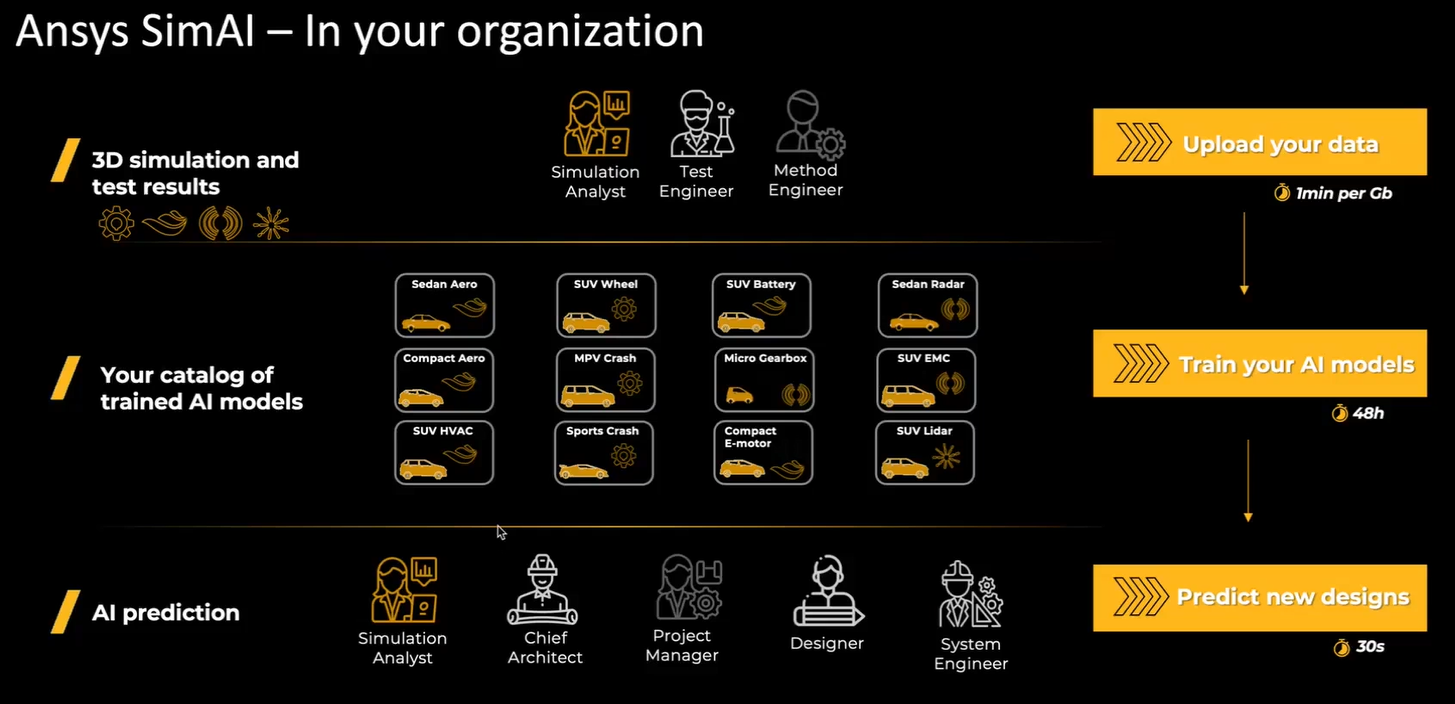 Ansys SimAI – In your organization
3D simulation and
test results
Simulation
Analyst
Test
Engineer
Method
Engineer
Upload your data
1min per Gb
Your catalog of
trained AI models
Sedan Aero
SUV Wheel
SUV Battery
Sedan Radar
Compact Aero
MPV Crash
Micro Gearbox
SUV EMC
SUV HVAC
Sports Crash
Compact
E-motor
SUV Lidar
Train your AI models
48h
AI prediction
Simulation
Analyst
Chief
Architect
Project
Manager
Designer
System
Engineer
Predict new designs
30s